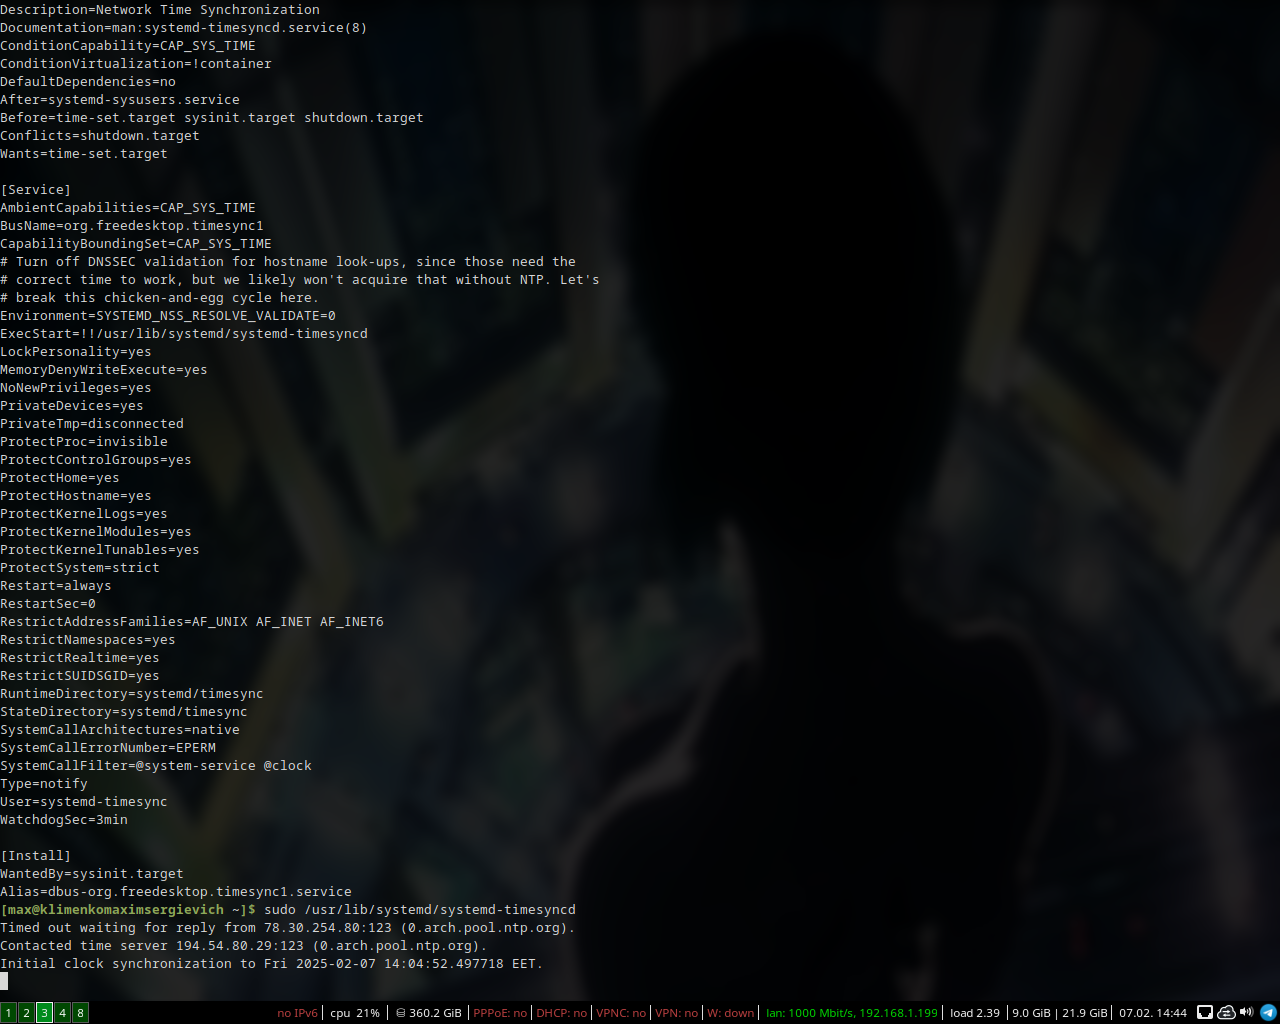 Description=Network Time Synchronization
Documentation=man:systemd-timesyncd.service(8)
ConditionCapability=CAP_SYS_TIME
ConditionVirtualization=!container
DefaultDependencies=no
After=systemd-sysusers.service
Before=time-set.target sysinit.target shutdown.target
Conflicts=shutdown.target
Wants=time-set.target

[Service]
AmbientCapabilities=CAP_SYS_TIME
BusName=org.freedesktop.timesync1
CapabilityBoundingSet=CAP_SYS_TIME
# Turn off DNSSEC validation for hostname look-ups, since those need the
# correct time to work, but we likely won't acquire that without NTP. Let's
# break this chicken-and-egg cycle here.
Environment=SYSTEMD_NSS_RESOLVE_VALIDATE=0
ExecStart=!!/usr/lib/systemd/systemd-timesyncd
LockPersonality=yes
MemoryDenyWriteExecute=yes
NoNewPrivileges=yes
PrivateDevices=yes
PrivateTmp=disconnected
ProtectProc=invisible
ProtectControlGroups=yes
ProtectHome=yes
ProtectHostname=yes
ProtectKernelLogs=yes
ProtectKernelModules=yes
ProtectKernelTunables=yes
ProtectSystem=strict
Restart=always
RestartSec=0
RestrictAddressFamilies=AF_UNIX AF_INET AF_INET6
RestrictNamespaces=yes
RestrictRealtime=yes
RestrictSUIDSGID=yes
RuntimeDirectory=systemd/timesync
StateDirectory=systemd/timesync
SystemCallArchitectures=native
SystemCallErrorNumber=EPERM
SystemCallFilter=@system-service @clock
Type=notify
User=systemd-timesync
WatchdogSec=3min

[Install]
WantedBy=sysinit.target
Alias=dbus-org.freedesktop.timesync1.service
[max@klimenkomaximsergievich ~]$ sudo /usr/lib/systemd/systemd-timesyncd
Timed out waiting for reply from 78.30.254.80:123 (0.arch.pool.ntp.org).
Contacted time server 194.54.80.29:123 (0.arch.pool.ntp.org).
Initial clock synchronization to Fri 2025-02-07 14:04:52.497718 EET.
1 2 3 4 8 no IPv6 | cpu 21% | 360.2 GiB | PPPoE: no | DHCP: no | VPNC: no | VPN: no | W: down | lan: 1000 Mbit/s, 192.168.1.199 | load 2.39 | 9.0 GiB | 21.9 GiB | 07.02. 14:44